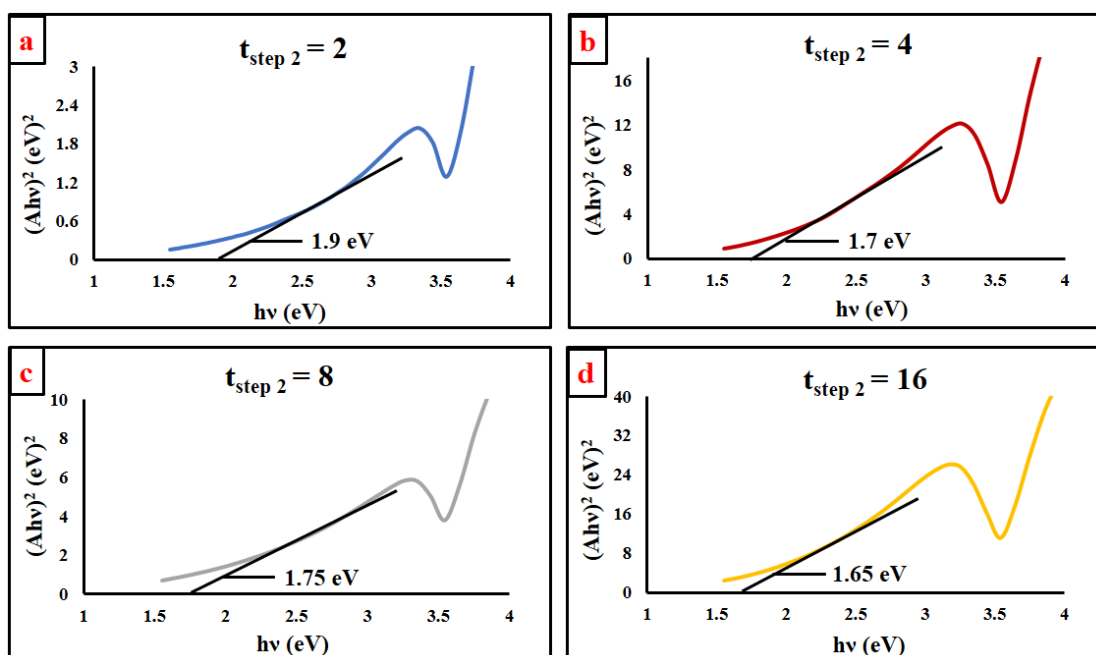 a
t step 2 = 2
(Ahν)² (eV)²
3
2.4
1.8
1.2
0.6
0
1.9 eV
1 1.5 2 2.5 3 3.5 4
hν (eV)
b
t step 2 = 4
(Ahν)² (eV)²
16
12
8
4
0
1.7 eV
1 1.5 2 2.5 3 3.5 4
hν (eV)
c
t step 2 = 8
(Ahν)² (eV)²
10
8
6
4
2
0
1.75 eV
1 1.5 2 2.5 3 3.5 4
hν (eV)
d
t step 2 = 16
(Ahν)² (eV)²
40
32
24
16
8
0
1.65 eV
1 1.5 2 2.5 3 3.5 4
hν (eV)